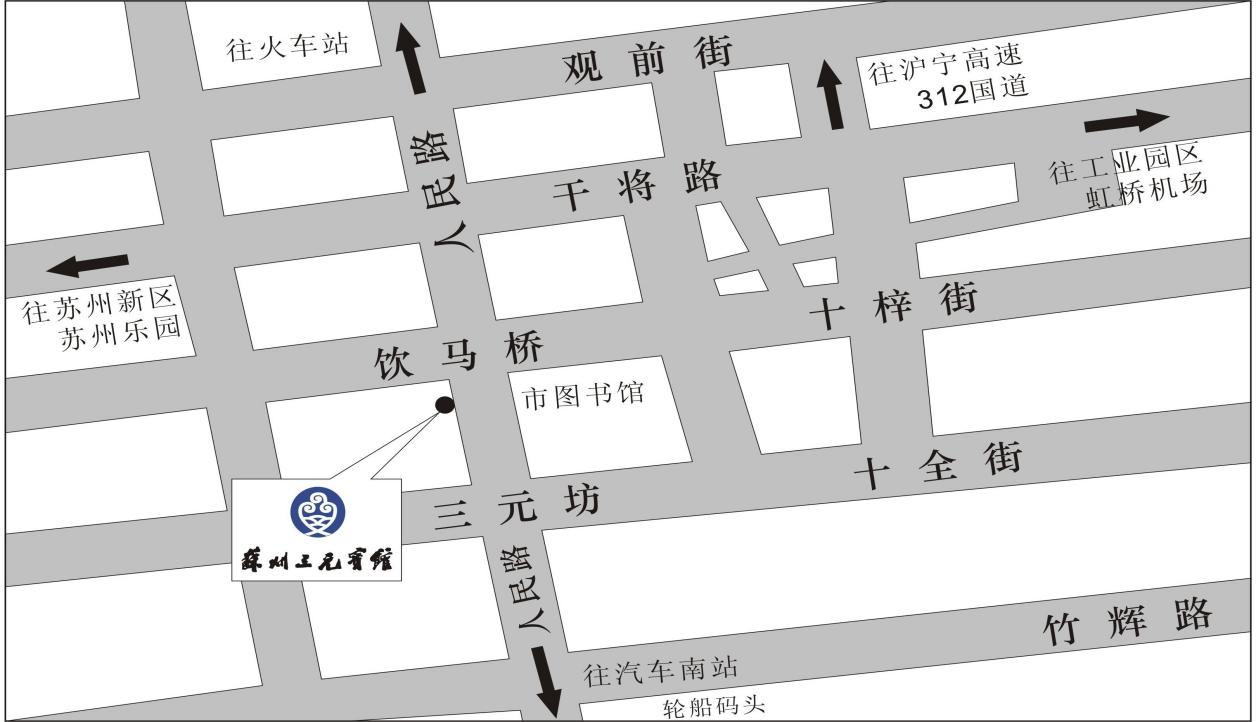 往火车站
观前街
往沪宁高速
312国道
人民路
干将路
往工业园区
虹桥机场
往苏州新区
苏州乐园
十梓街
饮马桥
市图书馆
十全街
三元坊
蘇州三元賓館
人民路
竹辉路
往汽车南站
轮船码头